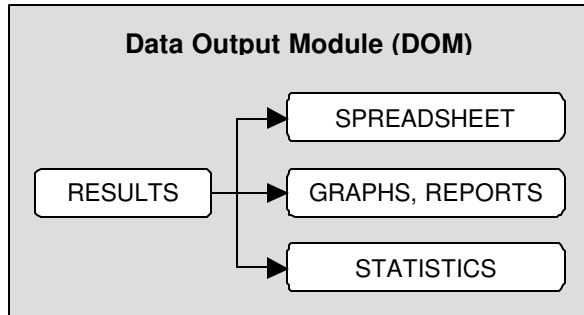 Data Output Module (DOM)
SPREADSHEET
RESULTS
GRAPHS, REPORTS
STATISTICS